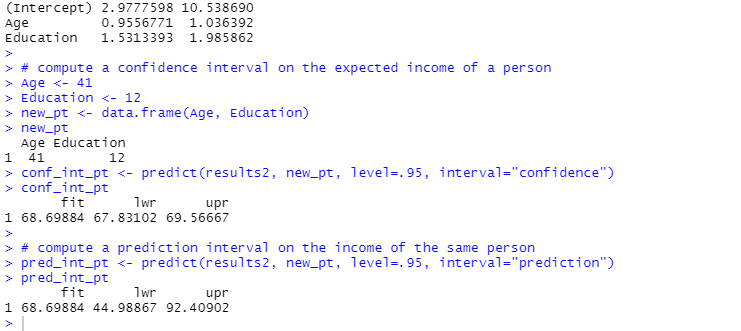 (Intercept) 2.9777598 10.538690
Age         0.9556771  1.036392
Education   1.5313393  1.985862
>
> # compute a confidence interval on the expected income of a person
> Age <- 41
> Education <- 12
> new_pt <- data.frame(Age, Education)
> new_pt
  Age Education
1  41        12
> conf_int_pt <- predict(results2, new_pt, level=.95, interval="confidence")
> conf_int_pt
       fit      lwr      upr
1 68.69884 67.83102 69.56667
>
> # compute a prediction interval on the income of the same person
> pred_int_pt <- predict(results2, new_pt, level=.95, interval="prediction")
> pred_int_pt
       fit      lwr      upr
1 68.69884 44.98867 92.40902
>